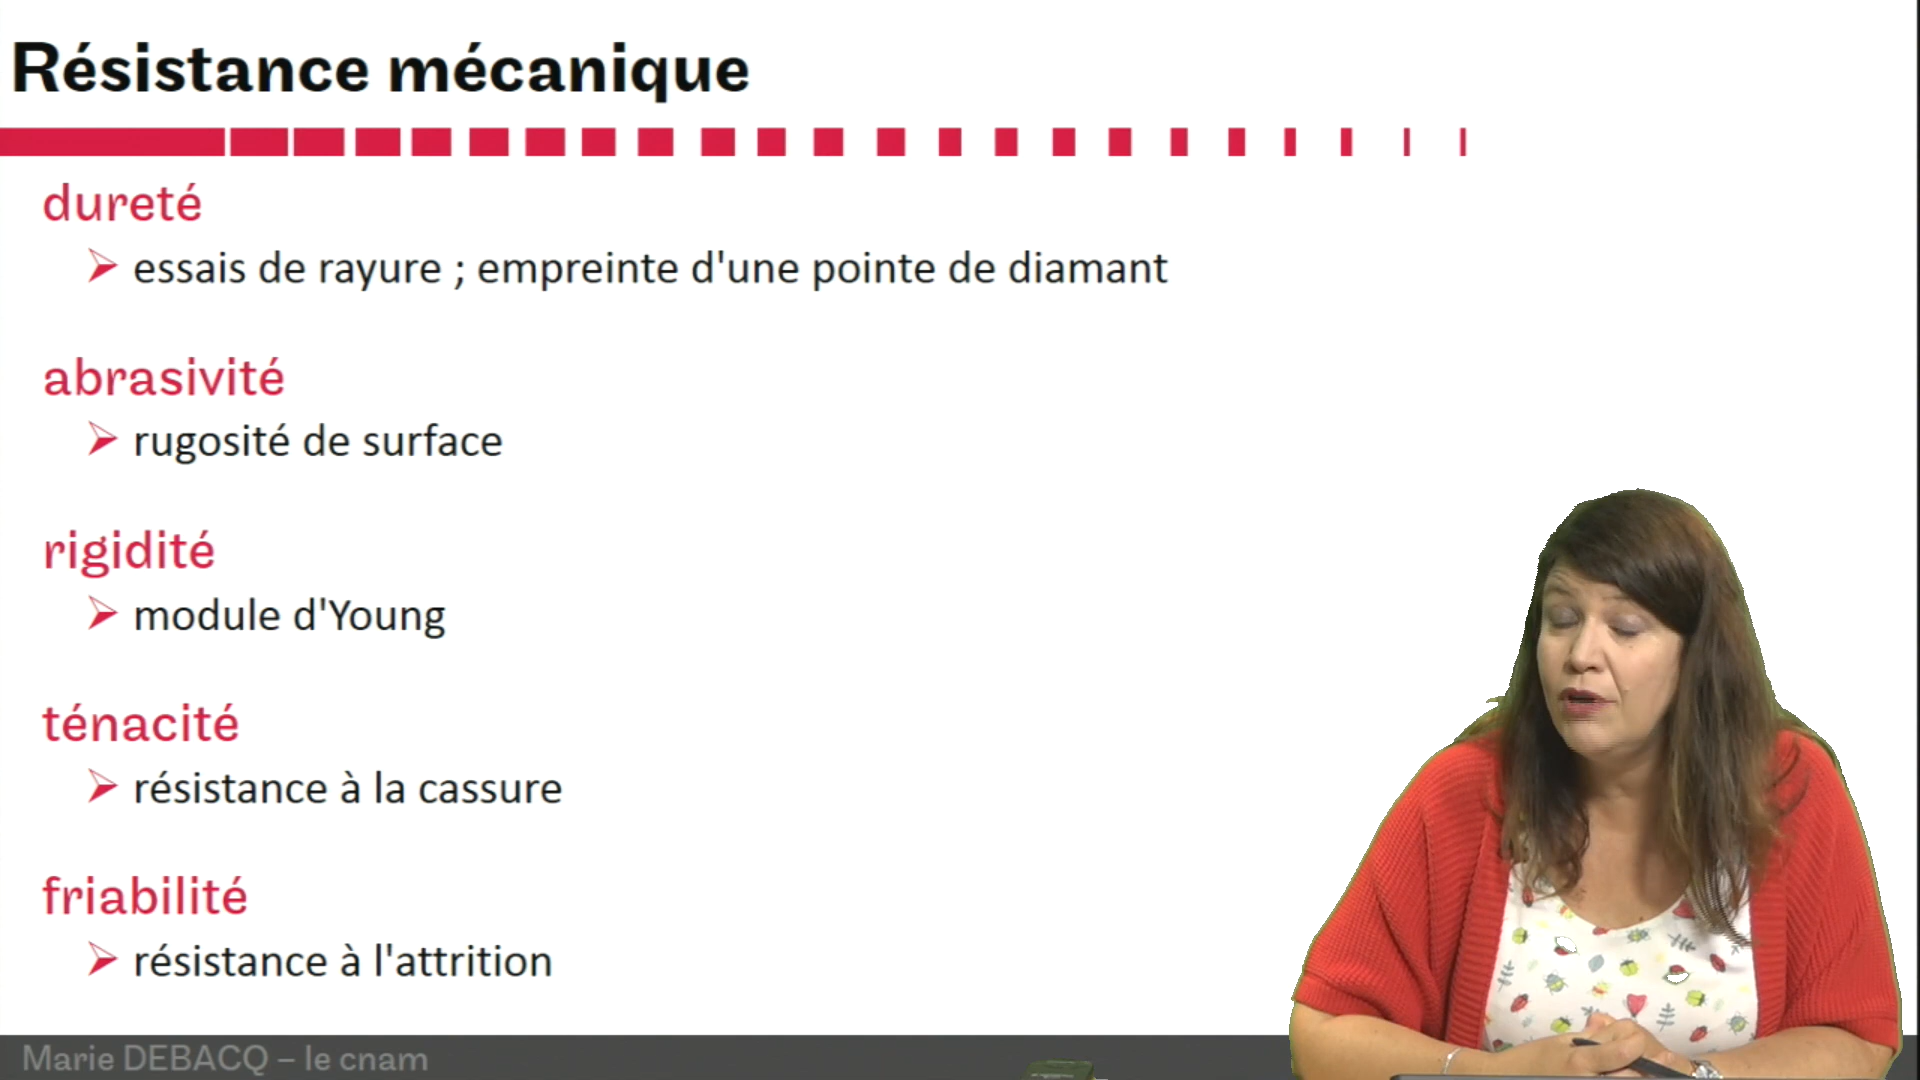 Résistance mécanique
dureté
essais de rayure ; empreinte d'une pointe de diamant
abrasivité
rugosité de surface
rigidité
module d'Young
ténacité
résistance à la cassure
friabilité
résistance à l'attrition
Marie DEBACQ – le cnam